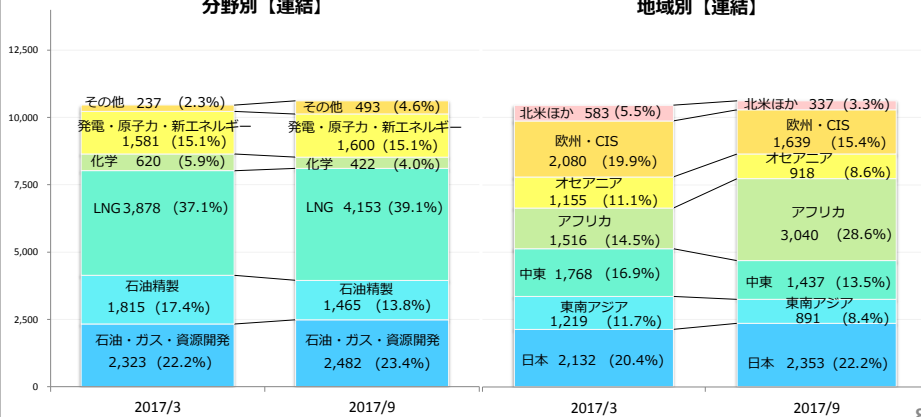 分野別【連結】
地域別【連結】
12,500
10,000
7,500
5,000
2,500
0
その他 237 (2.3%)
発電・原子力・新エネルギー
1,581 (15.1%)
化学 620 (5.9%)
LNG 3,878 (37.1%)
石油精製
1,815 (17.4%)
石油・ガス・資源開発
2,323 (22.2%)
2017/3
その他 493 (4.6%)
発電・原子力・新エネルギー
1,600 (15.1%)
化学 422 (4.0%)
LNG 4,153 (39.1%)
石油精製
1,465 (13.8%)
石油・ガス・資源開発
2,482 (23.4%)
2017/9
北米ほか 583 (5.5%)
欧州・CIS
2,080 (19.9%)
オセアニア
1,155 (11.1%)
アフリカ
1,516 (14.5%)
中東 1,768 (16.9%)
東南アジア
1,219 (11.7%)
日本 2,132 (20.4%)
2017/3
北米ほか 337 (3.3%)
欧州・CIS
1,639 (15.4%)
オセアニア
918 (8.6%)
アフリカ
3,040 (28.6%)
中東 1,437 (13.5%)
東南アジア
891 (8.4%)
日本 2,353 (22.2%)
2017/9